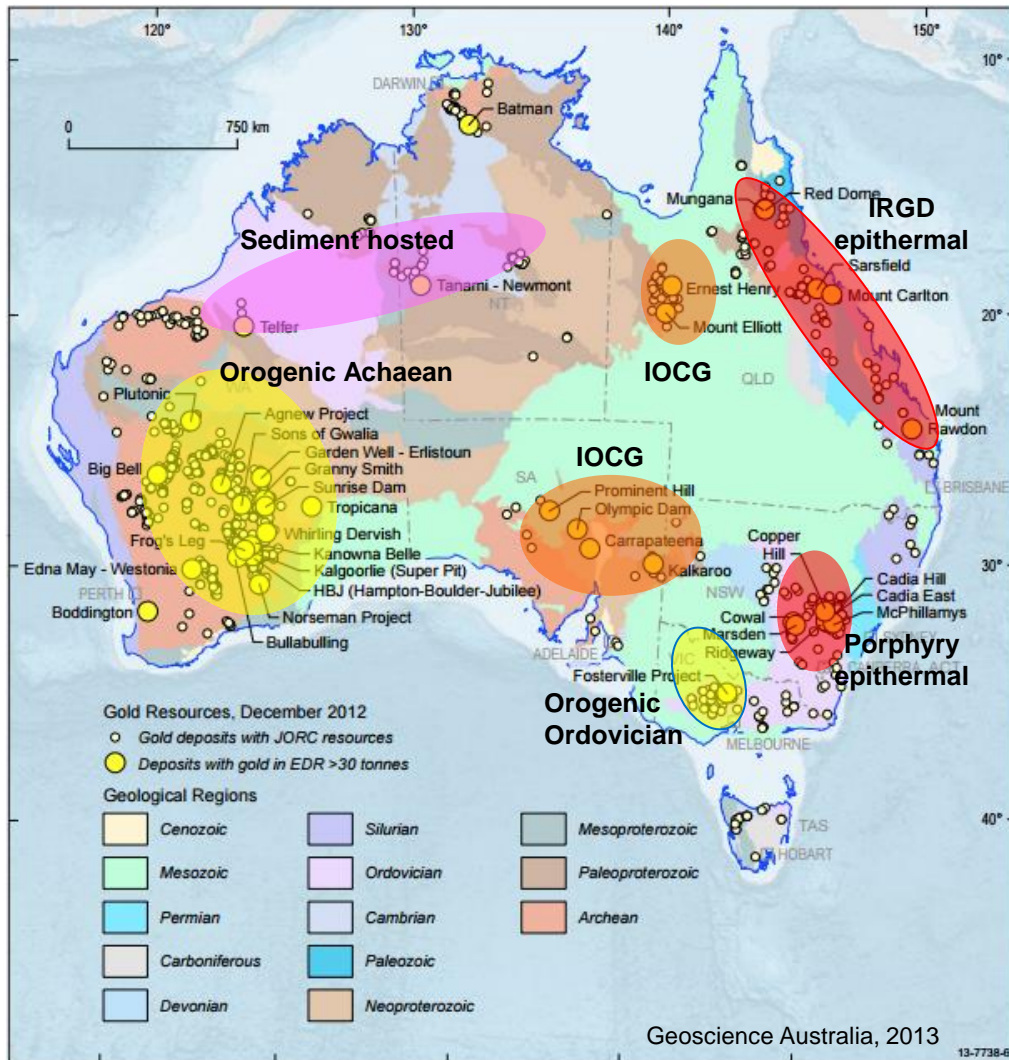 120°
130°
140°
150°
10°
DARWIN
Batman
0
750 km
Mungana
Red Dome
IRGD
epithermal
Sediment hosted
Sarsfield
Tanami - Newmont
NT
Ernest Henry
Mount Carlton
Telfer
Mount Elliott
20°
Orogenic Achaean
IOCG
QLD
Plutonic
WA
Agnew Project
Sons of Gwalia
Mount
Rawdon
Garden Well - Erlistoun
IOCG
Big Bell
Granny Smith
SA
Sunrise Dam
Prominent Hill
BRISBANE
Tropicana
Olympic Dam
Whirling Dervish
Copper
Hill
Frog's Leg
Carrapateena
Kanowna Belle
Edna May - Westonia
Kalgoorlie (Super Pit)
Kalkaroo
30°
Cadia Hill
PERTH
HBJ (Hampton-Boulder-Jubilee)
NSW
Cadia East
Boddington
Cowal
McPhillamys
Norseman Project
Marsden
SYDNEY
Bullabulling
ADELAIDE
VIC
Ridgeway
Porphyry
epithermal
CANBERRA ACT
Fosterville Project
Orogenic
Ordovician
MELBOURNE
Gold Resources, December 2012
Gold deposits with JORC resources
Deposits with gold in EDR >30 tonnes
Geological Regions
Cenozoic
Silurian
Mesoproterozoic
TAS
40°
Mesozoic
Ordovician
Paleoproterozoic
HOBART
Permian
Cambrian
Archean
Carboniferous
Paleozoic
Devonian
Neoproterozoic
Geoscience Australia, 2013
13-7738-6